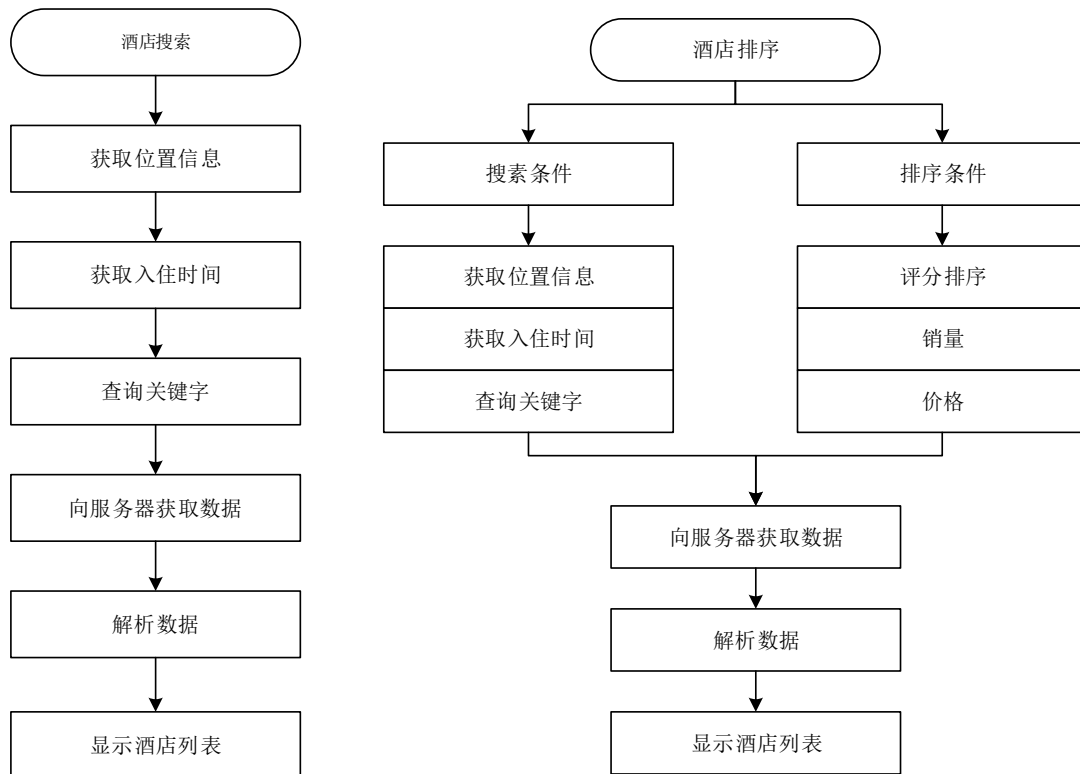 酒店搜索
获取位置信息
获取入住时间
查询关键字
向服务器获取数据
解析数据
显示酒店列表
酒店排序
搜素条件
排序条件
获取位置信息
评分排序
获取入住时间
销量
查询关键字
价格
向服务器获取数据
解析数据
显示酒店列表